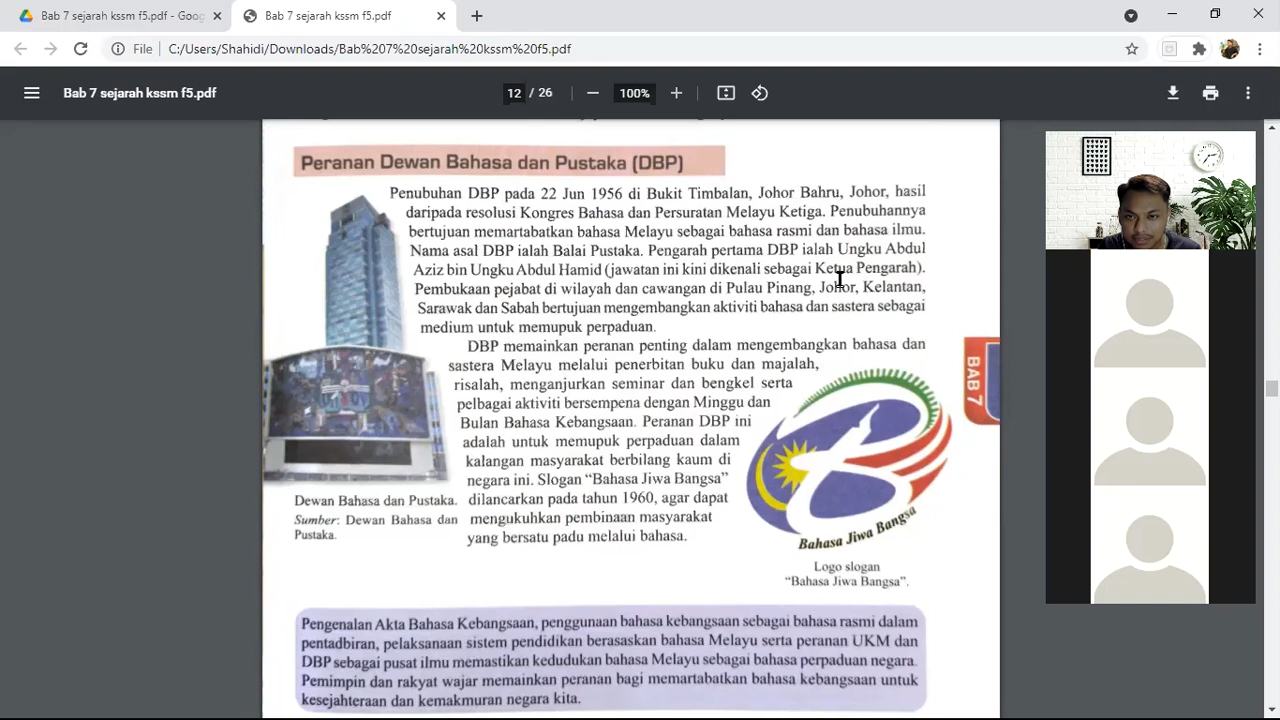 Bab 7 sejarah kssm f5.pdf - Goog
Bab 7 sejarah kssm f5.pdf
File
C:/Users/Shahidi/Downloads/Bab%207%20sejarah%20kssm%20f5.pdf
Bab 7 sejarah kssm f5.pdf
12 / 26
100%
Peranan Dewan Bahasa dan Pustaka (DBP)
Penubuhan DBP pada 22 Jun 1956 di Bukit Timbalan, Johor Bahru, Johor, hasil
daripada resolusi Kongres Bahasa dan Persuratan Melayu Ketiga. Penubuhannya
bertujuan memartabatkan bahasa Melayu sebagai bahasa rasmi dan bahasa ilmu.
Nama asal DBP ialah Balai Pustaka. Pengarah pertama DBP ialah Ungku Abdul
Aziz bin Ungku Abdul Hamid (jawatan ini kini dikenali sebagai Ketua Pengarah).
Pembukaan pejabat di wilayah dan cawangan di Pulau Pinang, Johor, Kelantan,
Sarawak dan Sabah bertujuan mengembangkan aktiviti bahasa dan sastera sebagai
medium untuk memupuk perpaduan.
DBP memainkan peranan penting dalam mengembangkan bahasa dan
sastera Melayu melalui penerbitan buku dan majalah,
risalah, menganjurkan seminar dan bengkel serta
pelbagai aktiviti bersempena dengan Minggu dan
Bulan Bahasa Kebangsaan. Peranan DBP ini
adalah untuk memupuk perpaduan dalam
kalangan masyarakat berbilang kaum di
negara ini. Slogan “Bahasa Jiwa Bangsa”
dilancarkan pada tahun 1960, agar dapat
mengukuhkan pembinaan masyarakat
yang bersatu padu melalui bahasa.
Dewan Bahasa dan Pustaka.
Sumber: Dewan Bahasa dan
Pustaka.
Bahasa Jiwa Bangsa
Logo slogan
“Bahasa Jiwa Bangsa”.
BAB 7
Pengenalan Akta Bahasa Kebangsaan, penggunaan bahasa kebangsaan sebagai bahasa rasmi dalam
pentadbiran, pelaksanaan sistem pendidikan berasaskan bahasa Melayu serta peranan UKM dan
DBP sebagai pusat ilmu memastikan kedudukan bahasa Melayu sebagai bahasa perpaduan negara.
Pemimpin dan rakyat wajar memainkan peranan bagi memartabatkan bahasa kebangsaan untuk
kesejahteraan dan kemakmuran negara kita.